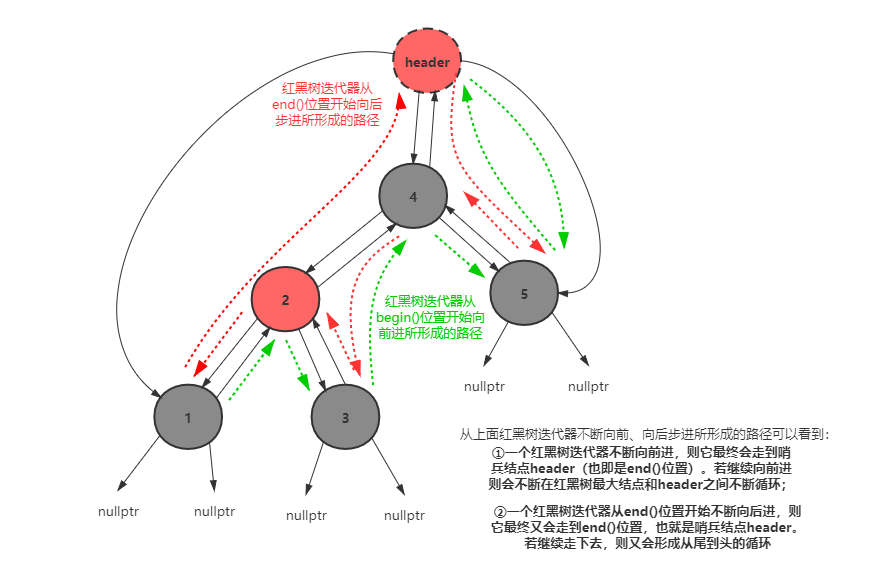 header
红黑树迭代器从
end()位置开始向后
步进所形成的路径
4
2
5
红黑树迭代器从
begin()位置开始向
前进所形成的路径
1
3
nullptr
nullptr
nullptr
nullptr
nullptr
nullptr
从上面红黑树迭代器不断向前、向后步进所形成的路径可以看到：
①一个红黑树迭代器不断向前进，则它最终会走到哨
兵结点header（也即是end()位置）。若继续向前进
则会不断在红黑树最大结点和header之间不断循环；
②一个红黑树迭代器从end()位置开始不断向后进，则
它最终又会走到end()位置，也就是哨兵结点header。
若继续走下去，则又会形成从尾到头的循环